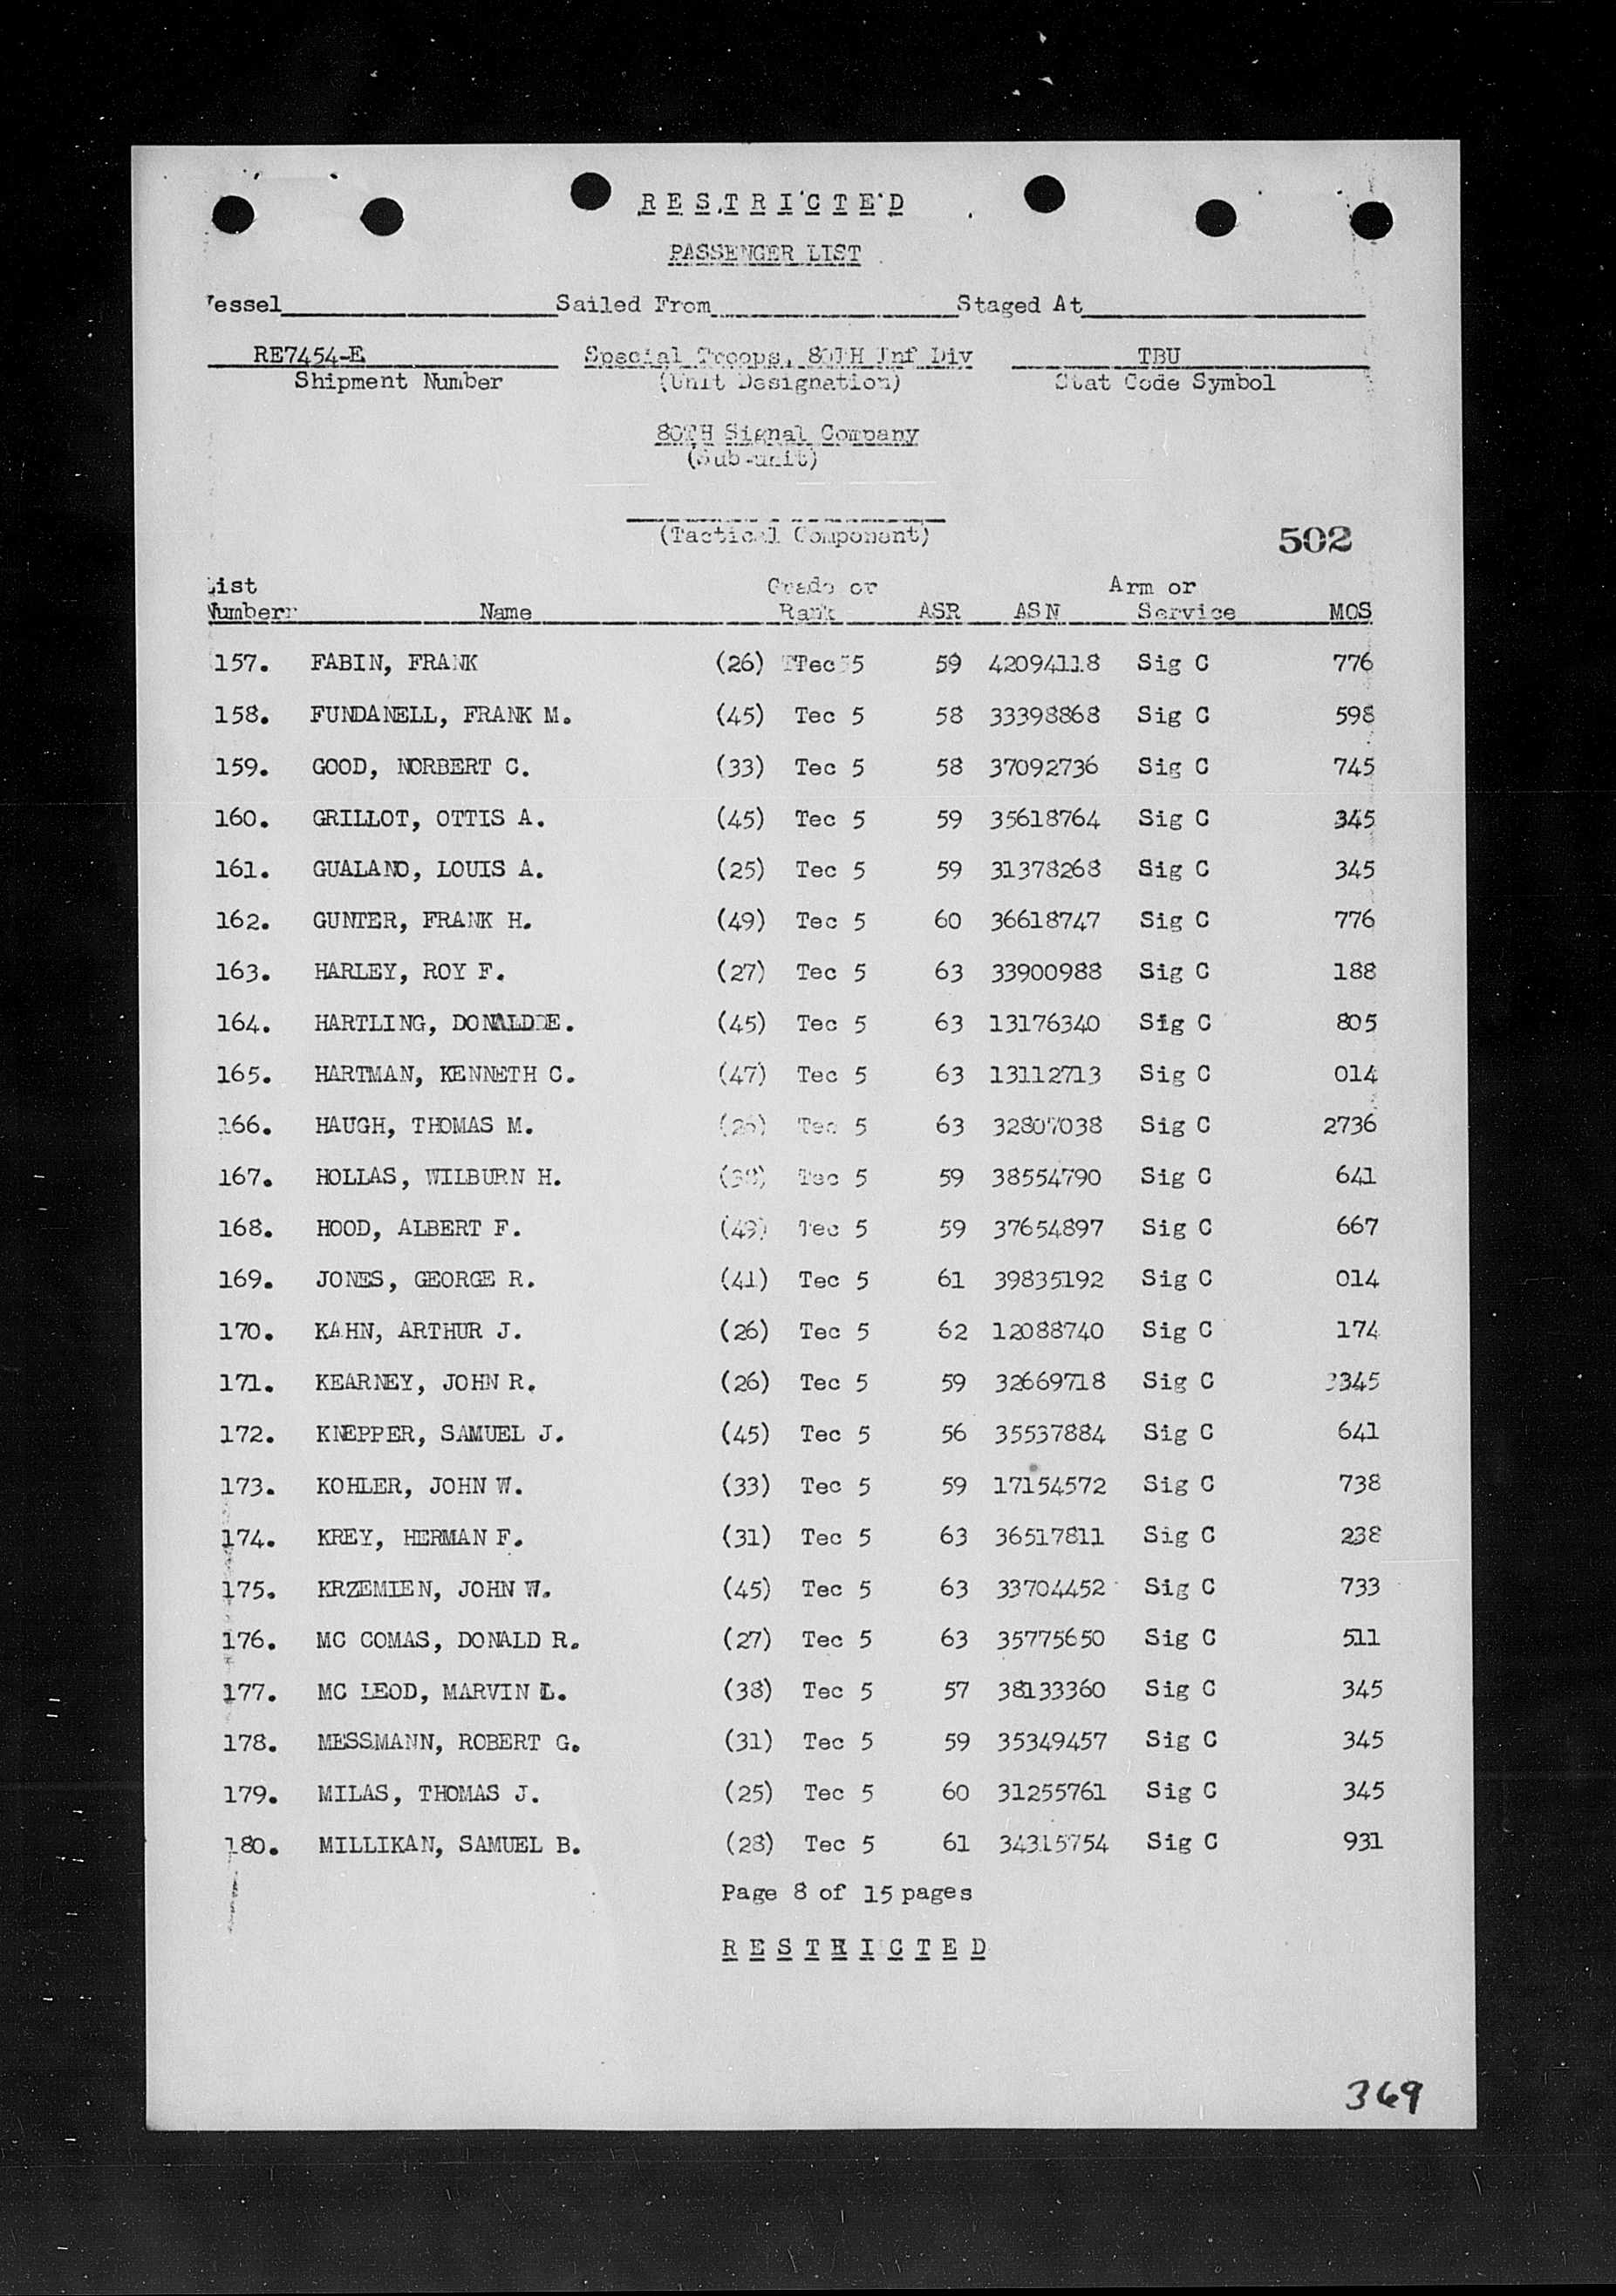 RESTRICTED
PASSENGER LIST
Vessel Sailed From Staged At
RE7454-E Special Troops, 80TH Inf Div TBU
Shipment Number (Unit Designation) Stat Code Symbol
80TH Signal Company
(Sub-unit)
(Tactical Component) 502
List Grade or Arm or
Number Name Rank ASR ASN Service MOS
157. FABIN, FRANK (26) Tec 5 59 42094118 Sig C 776
158. FUNDANELL, FRANK M. (45) Tec 5 58 33398868 Sig C 598
159. GOOD, NORBERT C. (33) Tec 5 58 37092736 Sig C 745
160. GRILLOT, OTTIS A. (45) Tec 5 59 35618764 Sig C 345
161. GUALANO, LOUIS A. (25) Tec 5 59 31378268 Sig C 345
162. GUNTER, FRANK H. (49) Tec 5 60 36618747 Sig C 776
163. HARLEY, ROY F. (27) Tec 5 63 33900988 Sig C 188
164. HARTLING, DONALD E. (45) Tec 5 63 13176340 Sig C 805
165. HARTMAN, KENNETH C. (47) Tec 5 63 13112713 Sig C 014
166. HAUGH, THOMAS M. Tec 5 63 32807038 Sig C 2736
167. HOLLAS, WILBURN H. (38) Tec 5 59 38554790 Sig C 641
168. HOOD, ALBERT F. (49) Tec 5 59 37654897 Sig C 667
169. JONES, GEORGE R. (41) Tec 5 61 39835192 Sig C 014
170. KAHN, ARTHUR J. (26) Tec 5 62 12088740 Sig C 174
171. KEARNEY, JOHN R. (26) Tec 5 59 32669718 Sig C 345
172. KNEPPER, SAMUEL J. (45) Tec 5 56 35537884 Sig C 641
173. KOHLER, JOHN W. (33) Tec 5 59 17154572 Sig C 738
174. KREY, HERMAN F. (31) Tec 5 63 36517811 Sig C 238
175. KRZEMIEN, JOHN W. (45) Tec 5 63 33704452 Sig C 733
176. MC COMAS, DONALD R. (27) Tec 5 63 35775650 Sig C 511
177. MC LEOD, MARVIN L. (38) Tec 5 57 38133360 Sig C 345
178. MESSMANN, ROBERT G. (31) Tec 5 59 35349457 Sig C 345
179. MILAS, THOMAS J. (25) Tec 5 60 31255761 Sig C 345
180. MILLIKAN, SAMUEL B. (28) Tec 5 61 34315754 Sig C 931
Page 8 of 15 pages
RESTRICTED
369